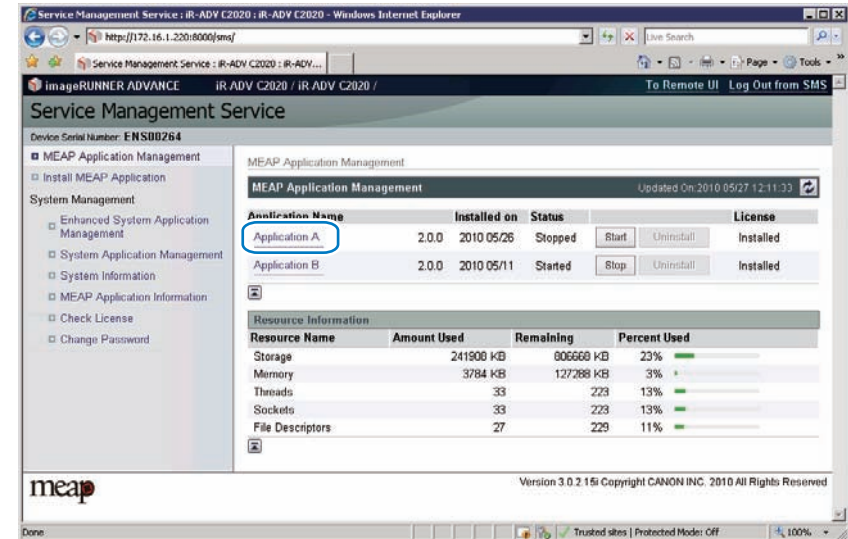 Service Management Service : iR-ADV C2020 : iR-ADV C2020 - Windows Internet Explorer
http://172.16.1.220:8000/sms/
Live Search
Service Management Service : iR-ADV C2020 : iR-ADV...
Page
Tools
imageRUNNER ADVANCE iR-ADV C2020 / iR-ADV C2020 /
To Remote UI Log Out from SMS
Service Management Service
Device Serial Number: ENS00264
MEAP Application Management
Install MEAP Application
System Management
Enhanced System Application
Management
System Application Management
System Information
MEAP Application Information
Check License
Change Password
MEAP Application Management
MEAP Application Management Updated On:2010 05/27 12:11:33
Application Name Installed on Status License
Application A 2.0.0 2010 05/26 Stopped Start Uninstall Installed
Application B 2.0.0 2010 05/11 Started Stop Uninstall Installed
Resource Information
Resource Name Amount Used Remaining Percent Used
Storage 241908 KB 806668 KB 23%
Memory 3784 KB 127288 KB 3%
Threads 33 223 13%
Sockets 33 223 13%
File Descriptors 27 229 11%
meap
Version 3.0.2.15i Copyright CANON INC. 2010 All Rights Reserved
Done
Trusted sites | Protected Mode: Off
100%